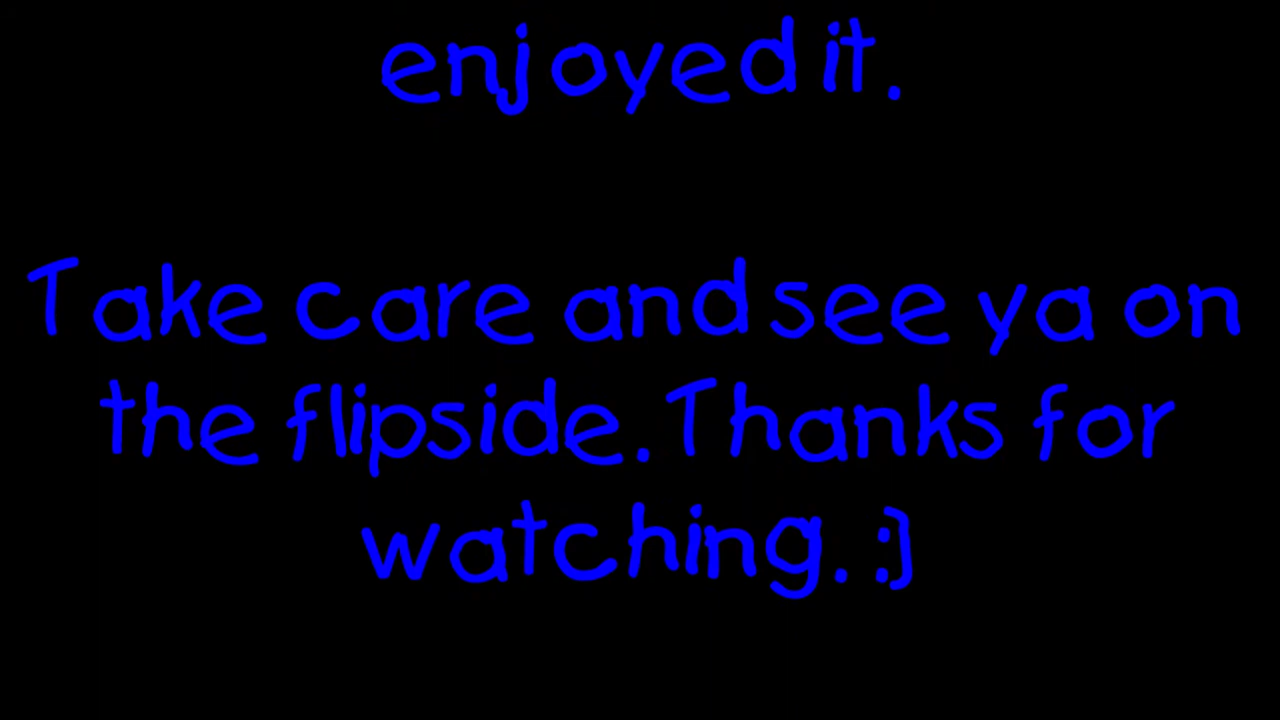 enjoyed it.
Take care and see ya on
the flipside. Thanks for
watching. :]